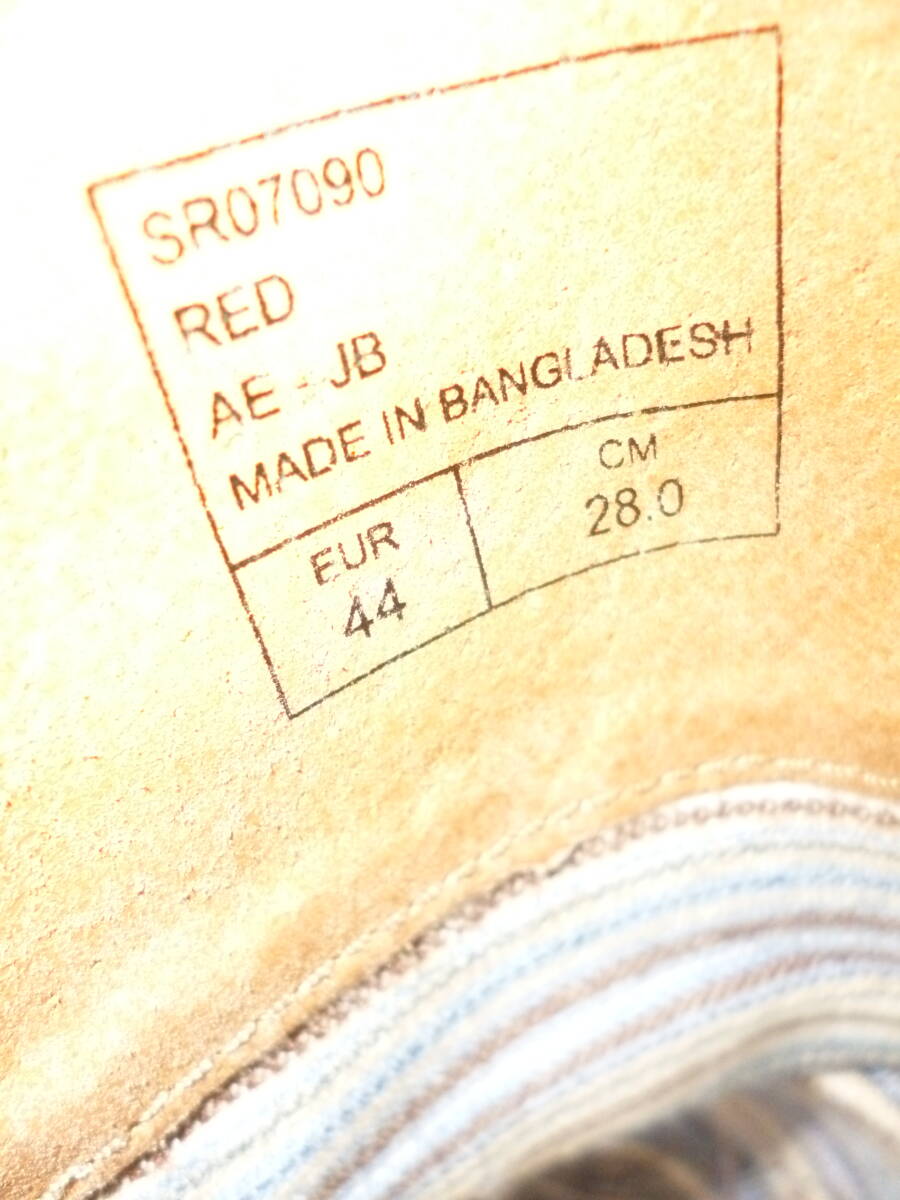 SR07090
RED
AE - JB
MADE IN BANGLADESH
EUR
44
CM
28.0